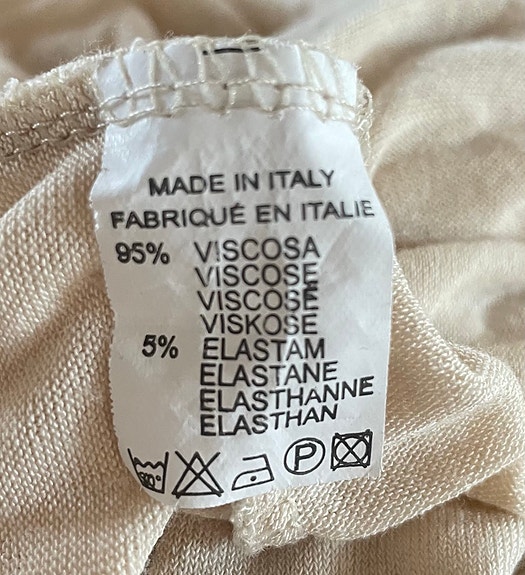 MADE IN ITALY
FABRIQUÉ EN ITALIE
95% VISCOSA
VISCOSE
VISCOSE
VISKOSE
5% ELASTAM
ELASTANE
ELASTHANNE
ELASTHAN
P